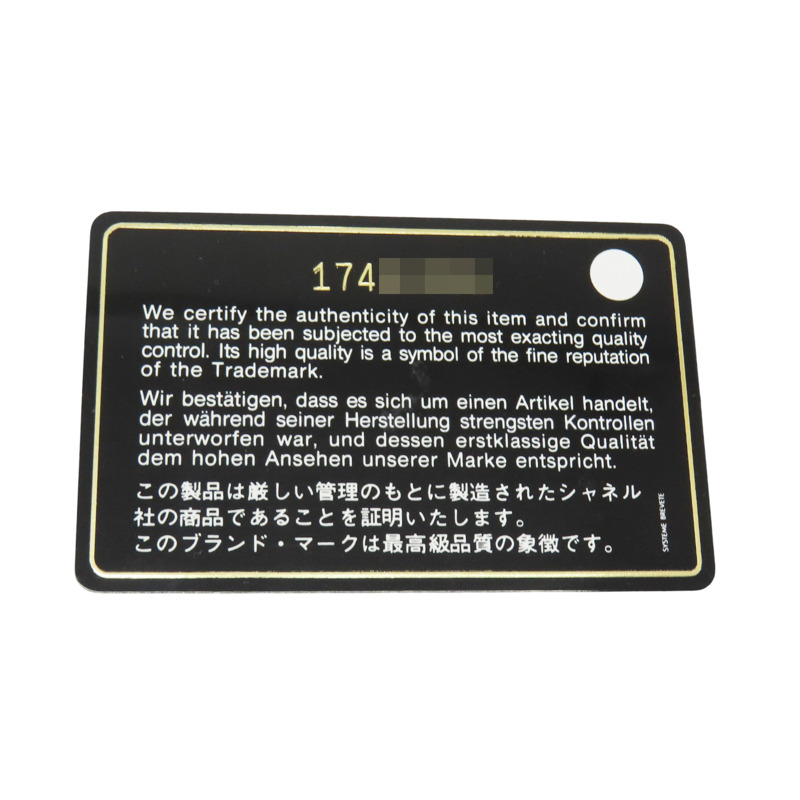 174
We certify the authenticity of this item and confirm
that it has been subjected to the most exacting quality
control. Its high quality is a symbol of the fine reputation
of the Trademark.
Wir bestätigen, dass es sich um einen Artikel handelt,
der während seiner Herstellung strengsten Kontrollen
unterworfen war, und dessen erstklassige Qualität
dem hohen Ansehen unserer Marke entspricht.
この製品は厳しい管理のもとに製造されたシャネル
社の商品であることを証明いたします。
このブランド・マークは最高級品質の象徴です。
SYSTEME BREVETE